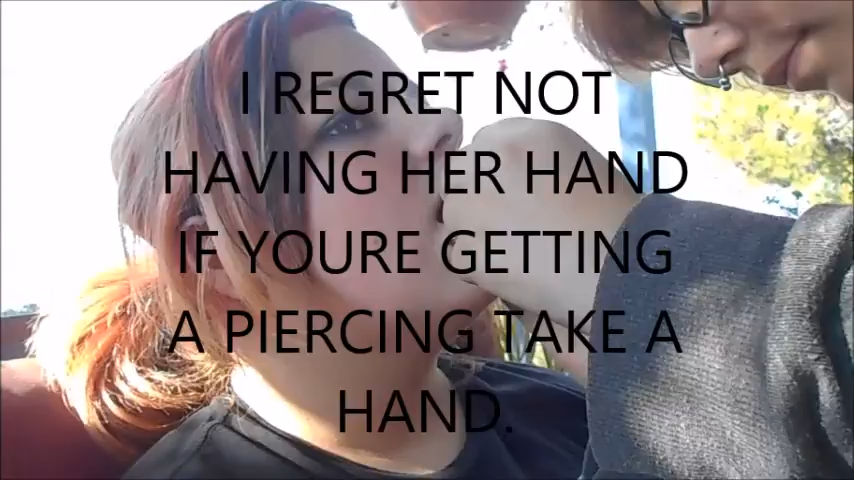 I REGRET NOT
HAVING HER HAND
IF YOURE GETTING
A PIERCING TAKE A
HAND.